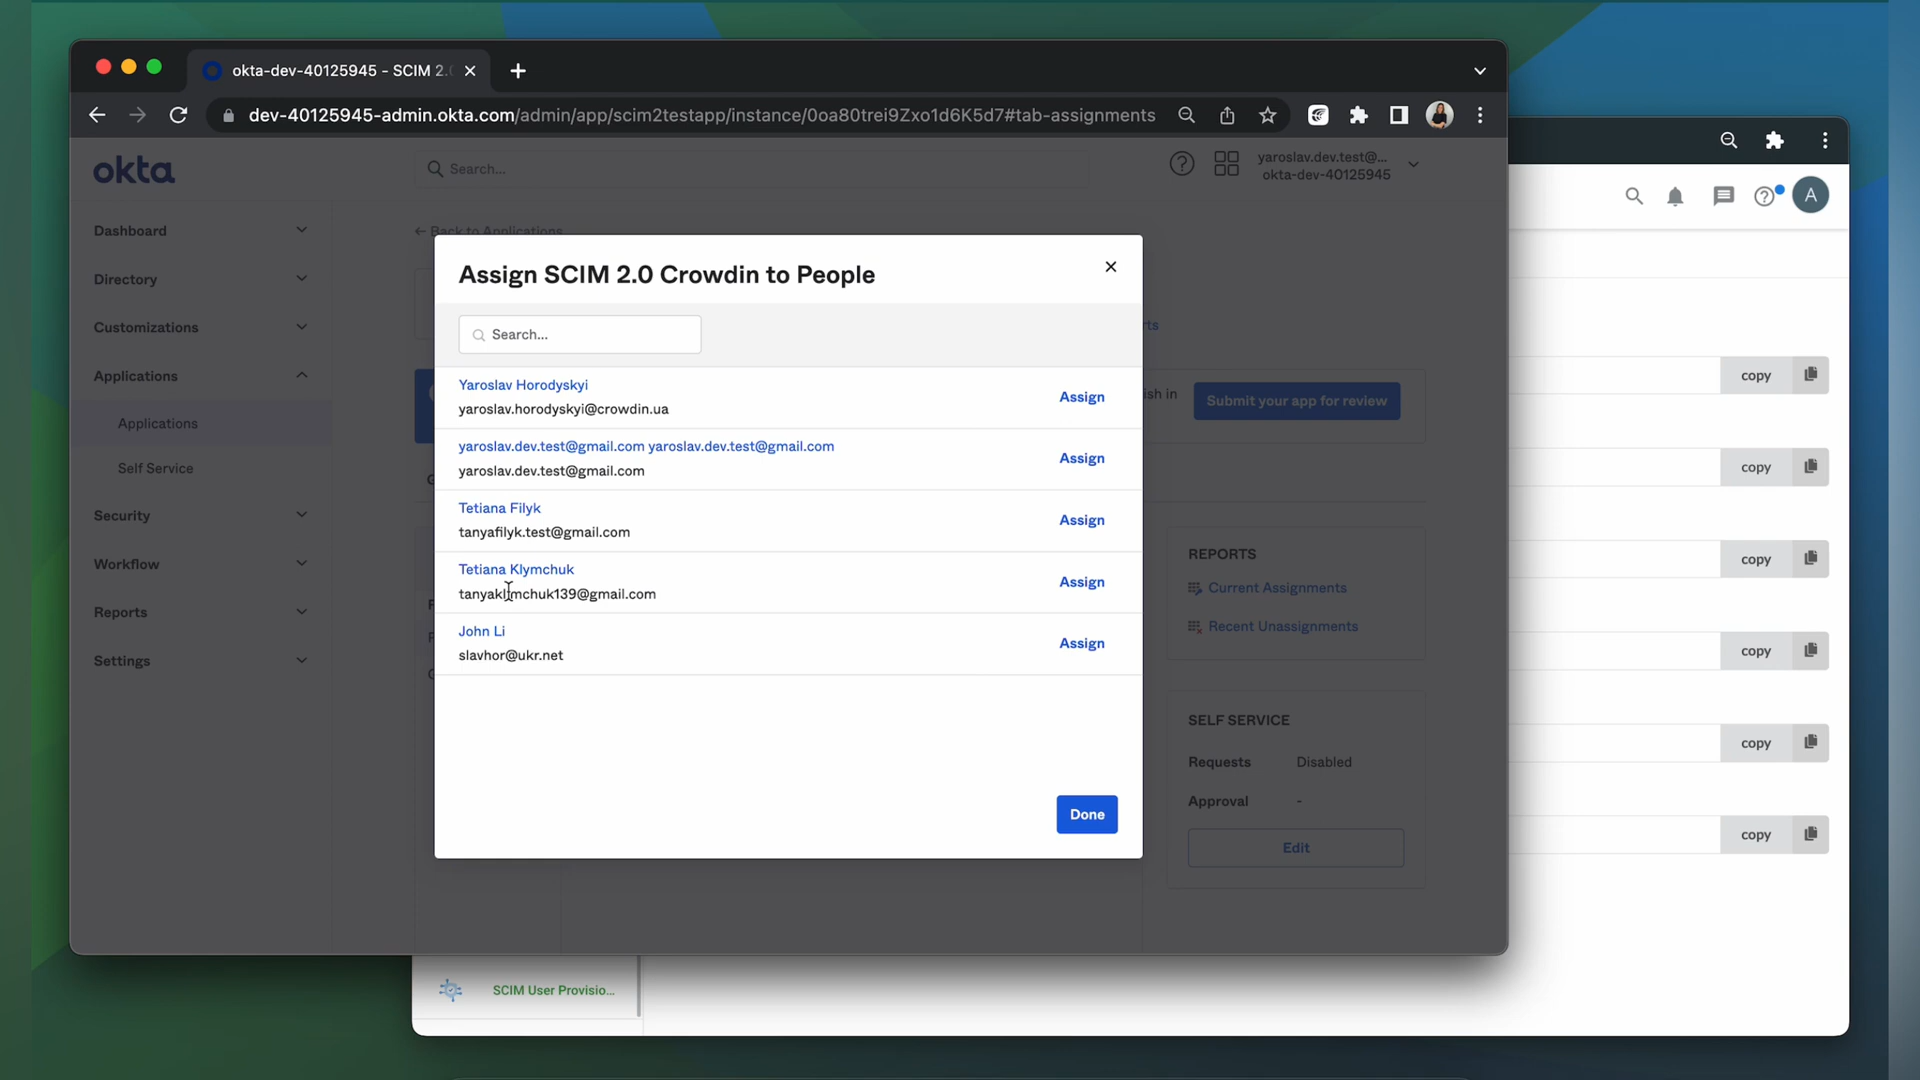 okta-dev-40125945 - SCIM 2.0
dev-40125945-admin.okta.com/admin/app/scim2testapp/instance/0oa80trei9Zxo1d6K5d7#tab-assignments
okta
Search...
yaroslav.dev.test@...
okta-dev-40125945
A
Dashboard
Directory
Customizations
Applications
Applications
Self Service
Security
Workflow
Reports
Settings
← Back to Applications
Assign SCIM 2.0 Crowdin to People
Search...
Yaroslav Horodyskyi
yaroslav.horodyskyi@crowdin.ua
Assign
yaroslav.dev.test@gmail.com yaroslav.dev.test@gmail.com
yaroslav.dev.test@gmail.com
Assign
Tetiana Filyk
tanyafilyk.test@gmail.com
Assign
Tetiana Klymchuk
tanyaklymchuk139@gmail.com
Assign
John Li
slavhor@ukr.net
Assign
Done
Submit your app for review
REPORTS
Current Assignments
Recent Unassignments
SELF SERVICE
Requests Disabled
Approval -
Edit
copy
copy
copy
copy
copy
copy
SCIM User Provisio...